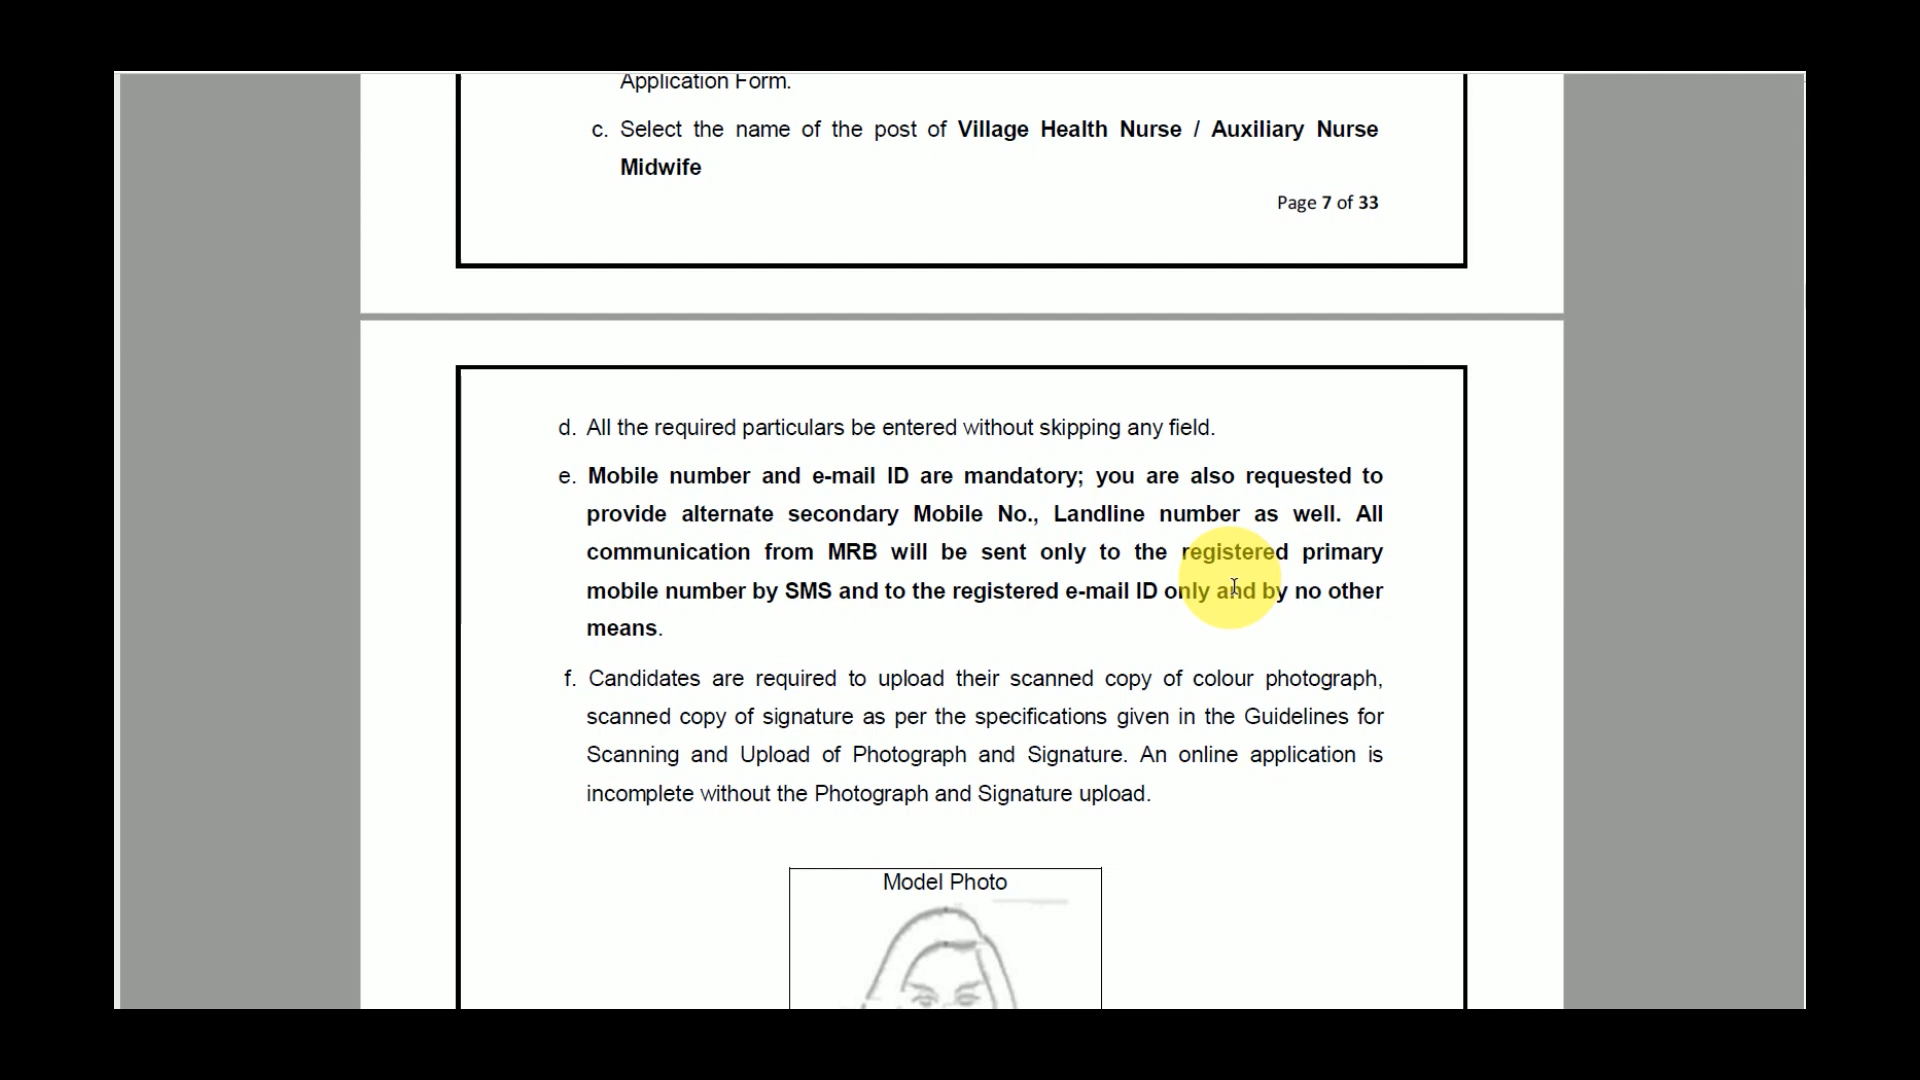 Application Form.
c. Select the name of the post of Village Health Nurse / Auxiliary Nurse
Midwife
Page 7 of 33
d. All the required particulars be entered without skipping any field.
e. Mobile number and e-mail ID are mandatory; you are also requested to
provide alternate secondary Mobile No., Landline number as well. All
communication from MRB will be sent only to the registered primary
mobile number by SMS and to the registered e-mail ID only and by no other
means.
f. Candidates are required to upload their scanned copy of colour photograph,
scanned copy of signature as per the specifications given in the Guidelines for
Scanning and Upload of Photograph and Signature. An online application is
incomplete without the Photograph and Signature upload.
Model Photo